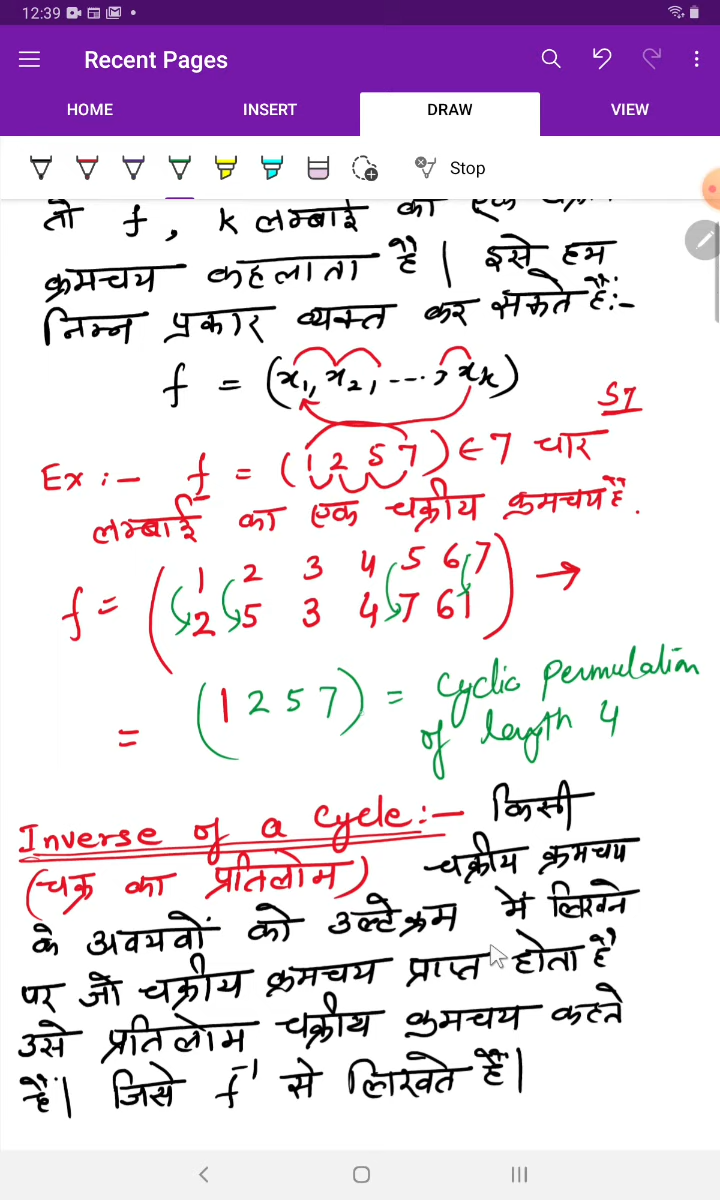 12:39
Recent Pages
HOME INSERT DRAW VIEW
Stop
तो f, k लम्बाई का एक
क्रमचय कहलाता है। इसे हम
निम्न प्रकार व्यक्त कर सकते हैं:-
f = (x₁, x₂, ---, xₖ)
S7
Ex :- f = (1 2 5 7) ∈ 7 चार
लम्बाई का एक चक्रीय क्रमचय है.
f = (1 2 3 4 5 6 7
2 5 3 4 7 6 1) →
= (1 2 5 7) = Cyclic permulation
of length 4
Inverse of a Cycle:- किसी
(चक्र का प्रतिलोम) चक्रीय क्रमचय
के अवयवों को उल्टेक्रम में लिखने
पर जो चक्रीय क्रमचय प्राप्त होता है
उसे प्रतिलोम चक्रीय क्रमचय कहते
हैं। जिसे f⁻¹ से लिखते हैं।